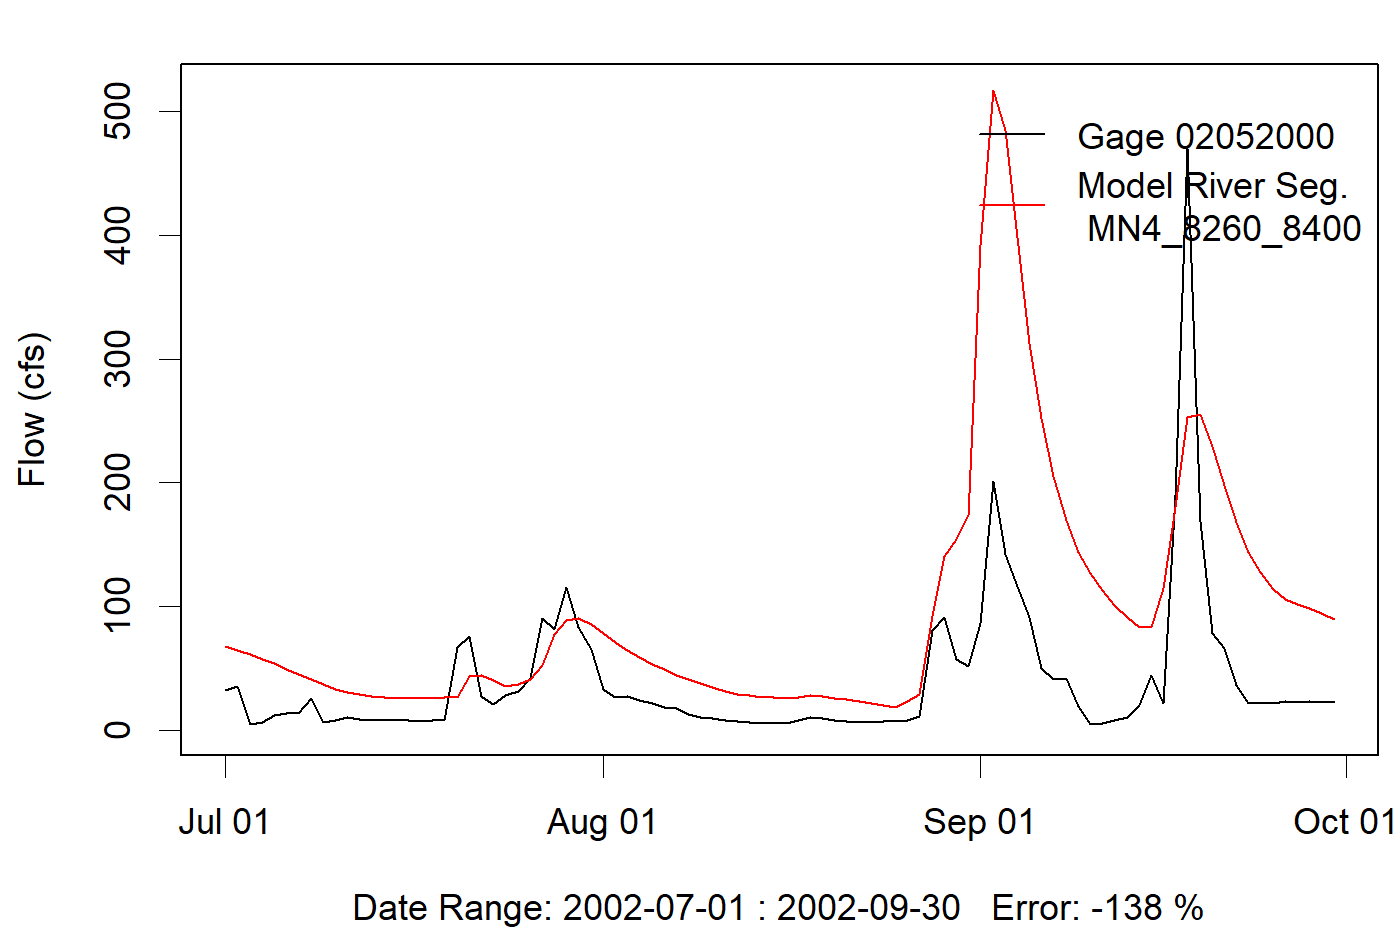 500
400
300
200
100
0
Flow (cfs)
Gage 02052000
Model River Seg.
MN4_8260_8400
Jul 01
Aug 01
Sep 01
Oct 01
Date Range: 2002-07-01 : 2002-09-30   Error: -138 %